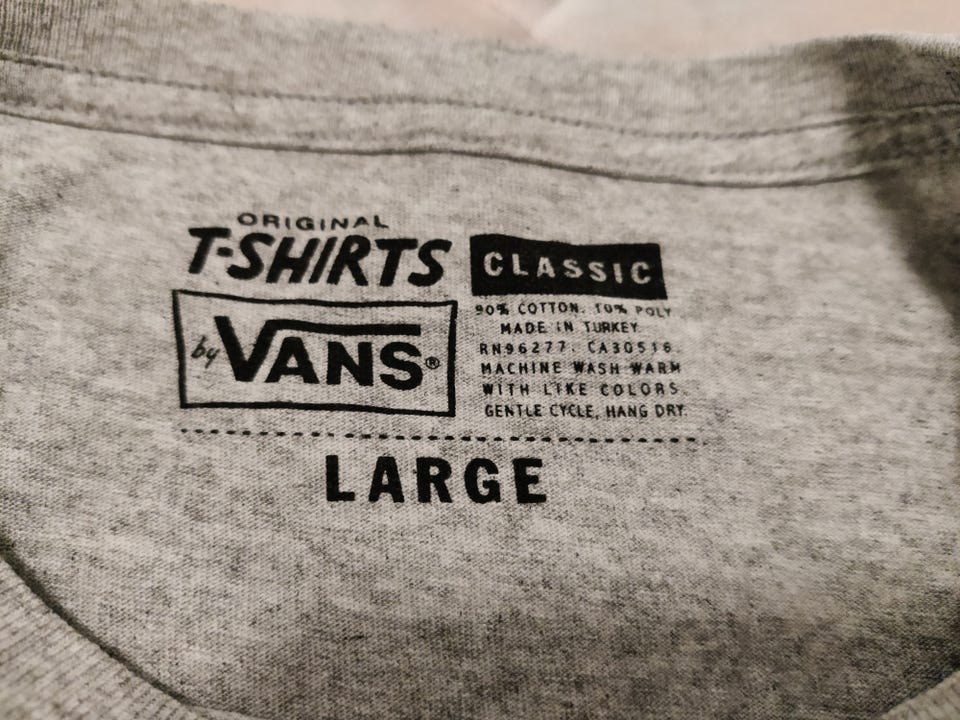 ORIGINAL
T-SHIRTS
by VANS®
CLASSIC
90% COTTON. 10% POLY
MADE IN TURKEY
RN96277. CA30516
MACHINE WASH WARM
WITH LIKE COLORS.
GENTLE CYCLE, HANG DRY.
LARGE